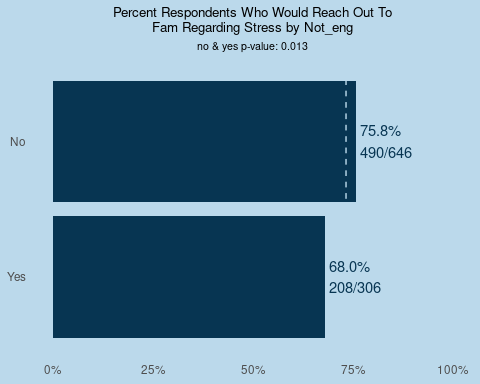 Percent Respondents Who Would Reach Out To
Fam Regarding Stress by Not_eng
no & yes p-value: 0.013
No
75.8%
490/646
Yes
68.0%
208/306
0% 25% 50% 75% 100%